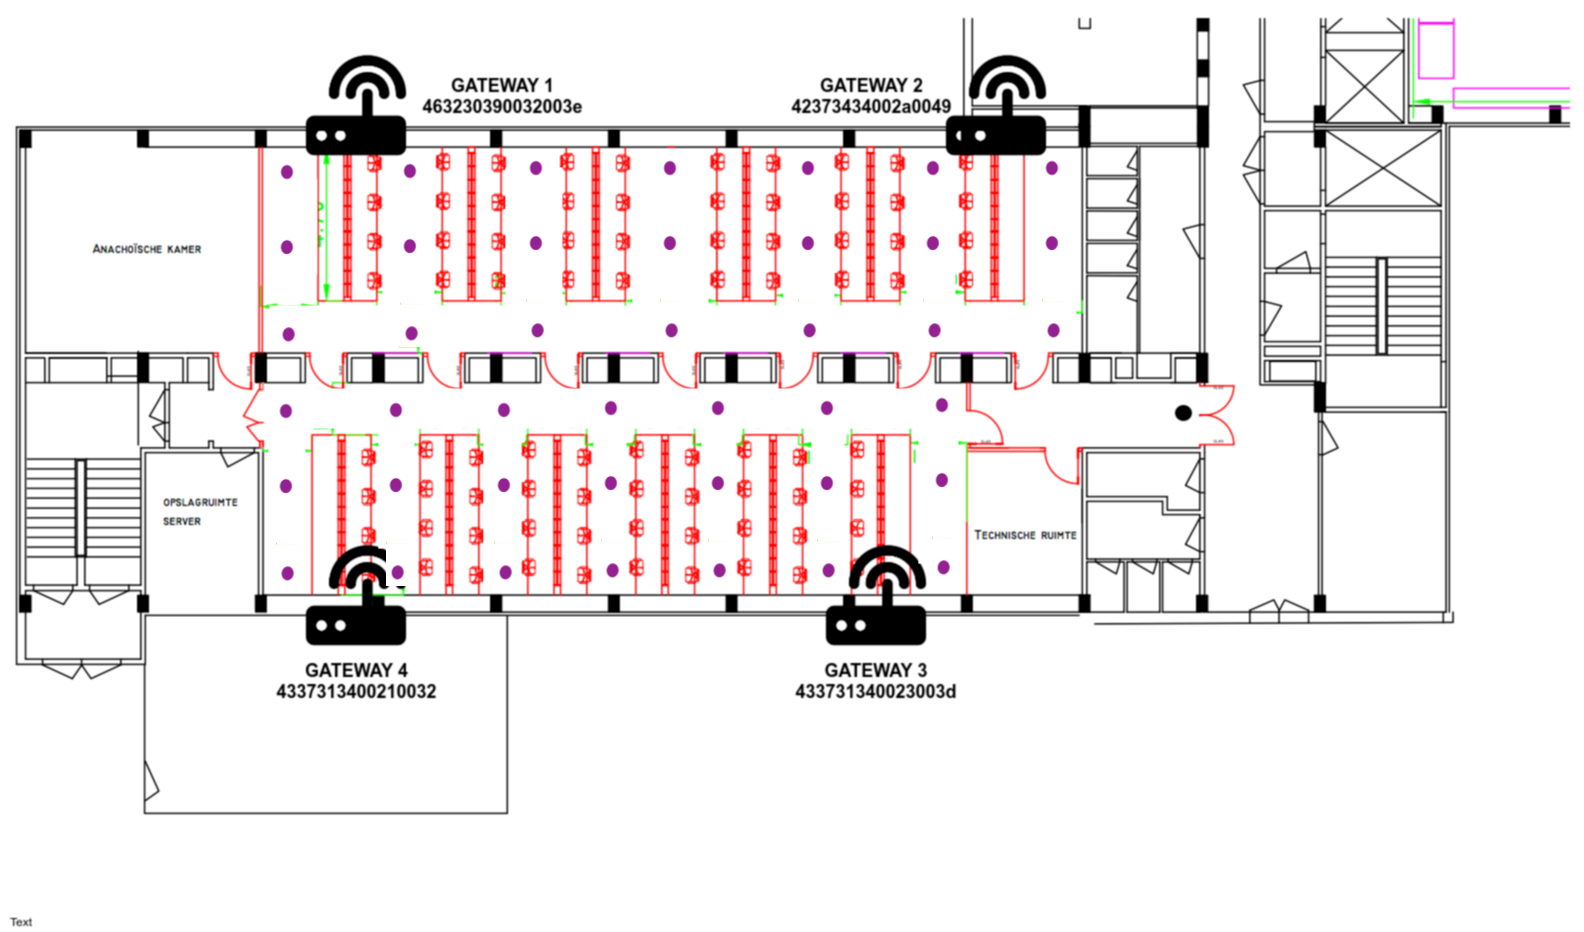 GATEWAY 1
463230390032003e
GATEWAY 2
42373434002a0049
Anachoïsche kamer
opslagruimte
server
Technische ruimte
GATEWAY 4
4337313400210032
GATEWAY 3
433731340023003d
Text